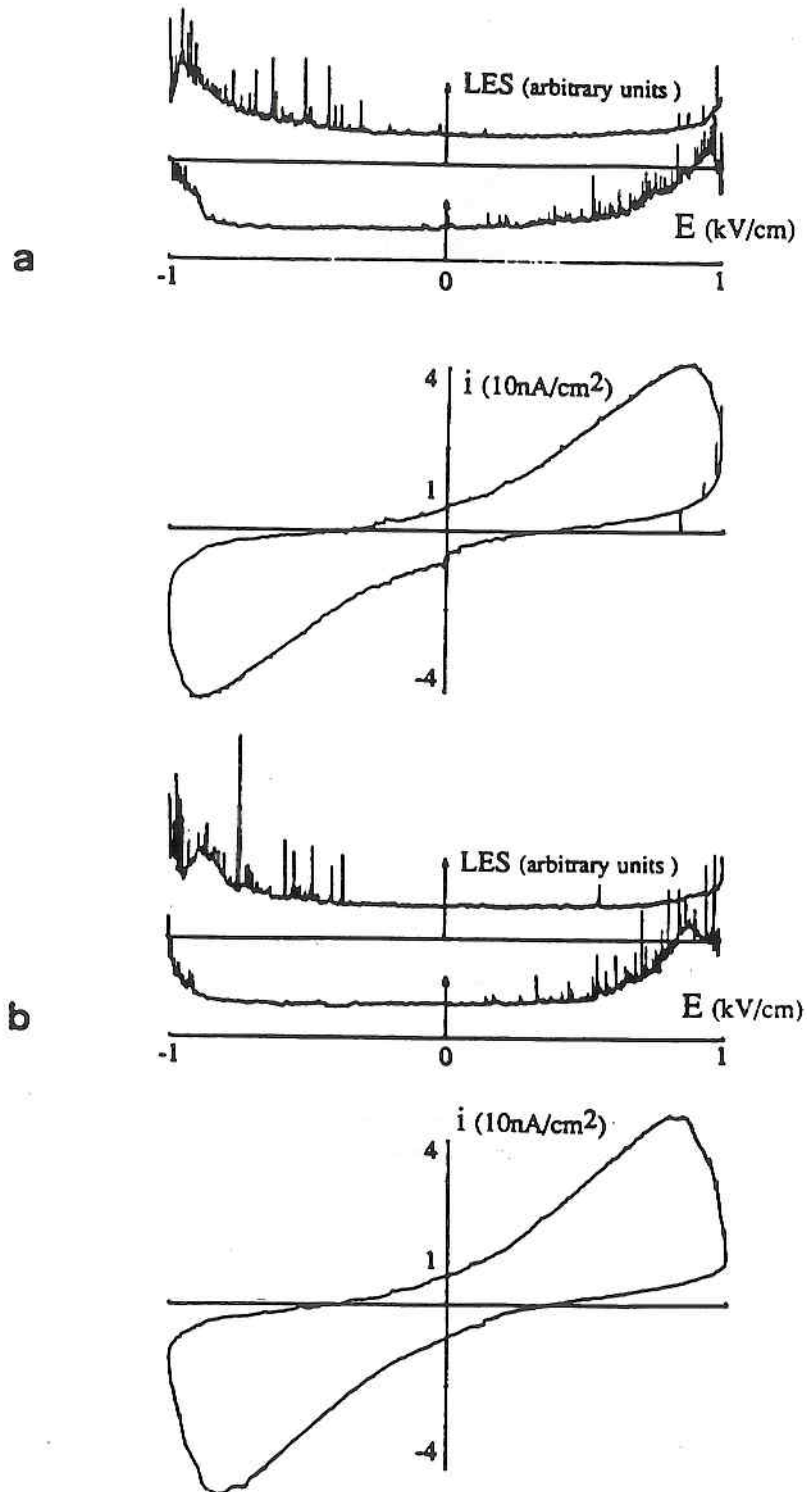 LES (arbitrary units )
E (kV/cm)
a
-1 0 1
4
i (10nA/cm2)
1
-4
LES (arbitrary units )
E (kV/cm)
b
-1 0 1
i (10nA/cm2)
4
1
-4